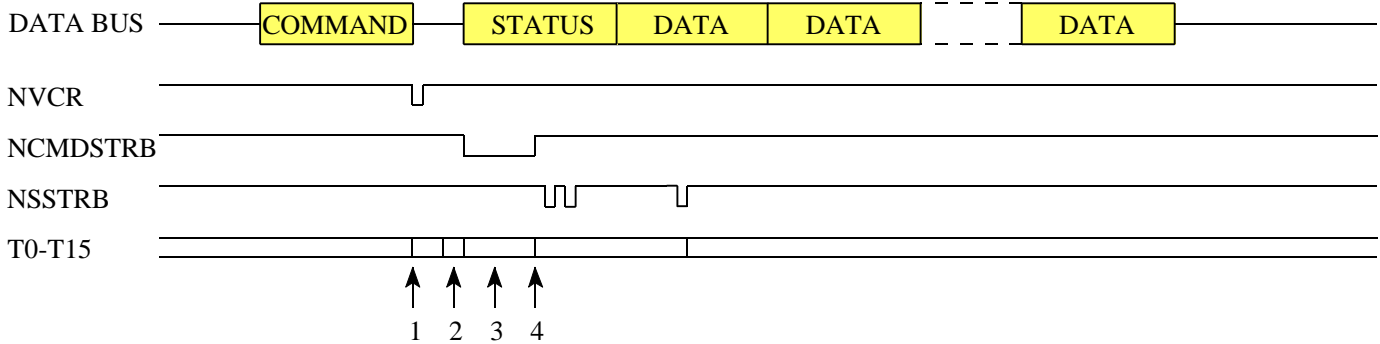 DATA BUS COMMAND STATUS DATA DATA DATA
NVCR
NCMDSTRB
NSSTRB
T0-T15
1 2 3 4